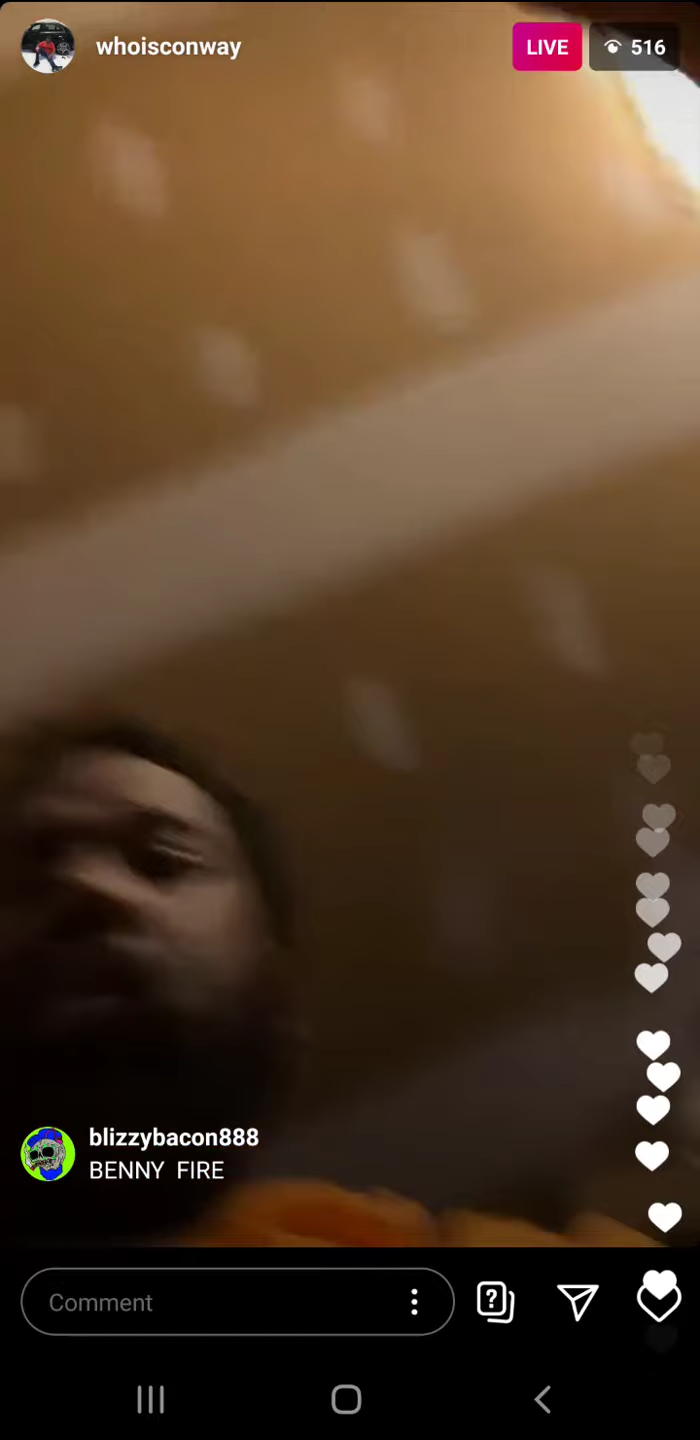 whoisconway
LIVE
516
blizzybacon888
BENNY FIRE
Comment